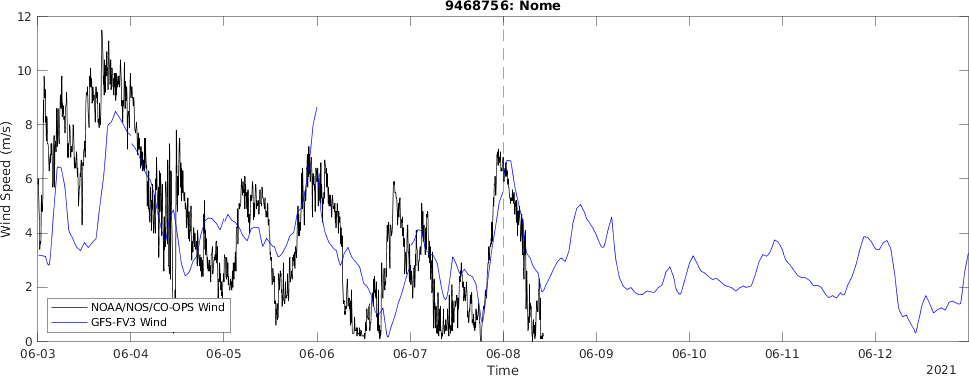 9468756: Nome
12
10
8
6
4
2
0
Wind Speed (m/s)
NOAA/NOS/CO-OPS Wind
GFS-FV3 Wind
06-03 06-04 06-05 06-06 06-07 06-08 06-09 06-10 06-11 06-12
Time
2021